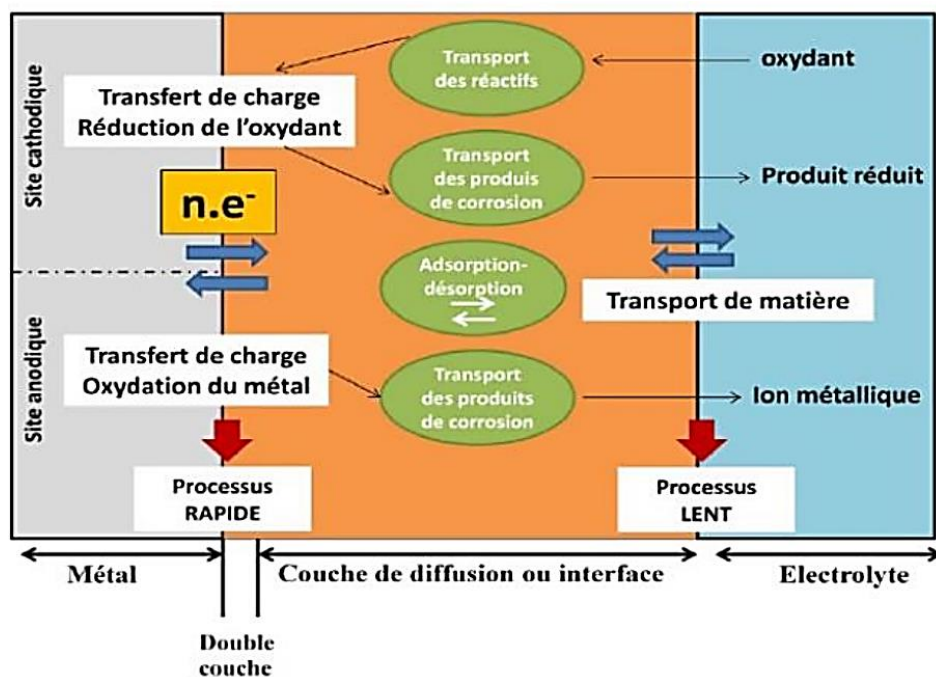 Site cathodique
Site anodique
Transfert de charge
Réduction de l'oxydant
n.e⁻
Transfert de charge
Oxydation du métal
Processus
RAPIDE
Transport
des réactifs
Transport
des produis
de corrosion
Adsorption-
désorption
Transport
des produits
de corrosion
oxydant
Produit réduit
Transport de matière
Ion métallique
Processus
LENT
Métal
Couche de diffusion ou interface
Electrolyte
Double
couche